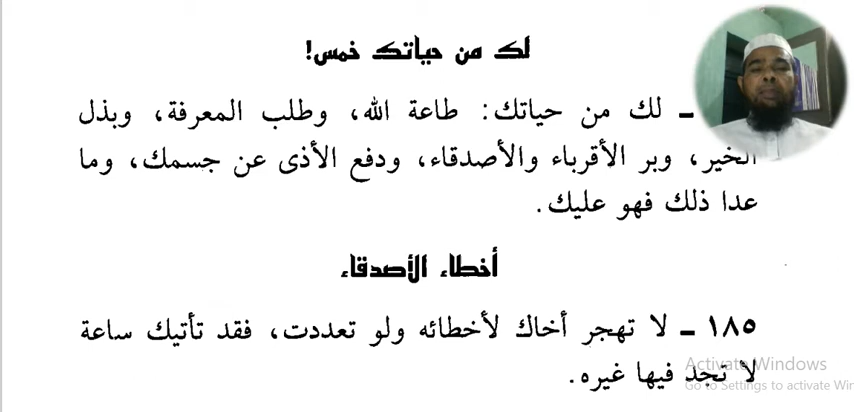 لك من حياتك خمس!
ـ لك من حياتك: طاعة الله، وطلب المعرفة، وبذل
الخير، وبر الأقرباء والأصدقاء، ودفع الأذى عن جسمك، وما
عدا ذلك فهو عليك.
أخطاء الأصدقاء
١٨٥ ـ لا تهجر أخاك لأخطائه ولو تعددت، فقد تأتيك ساعة
لا تجد فيها غيره.
Activate Windows
Go to Settings to activate Wir